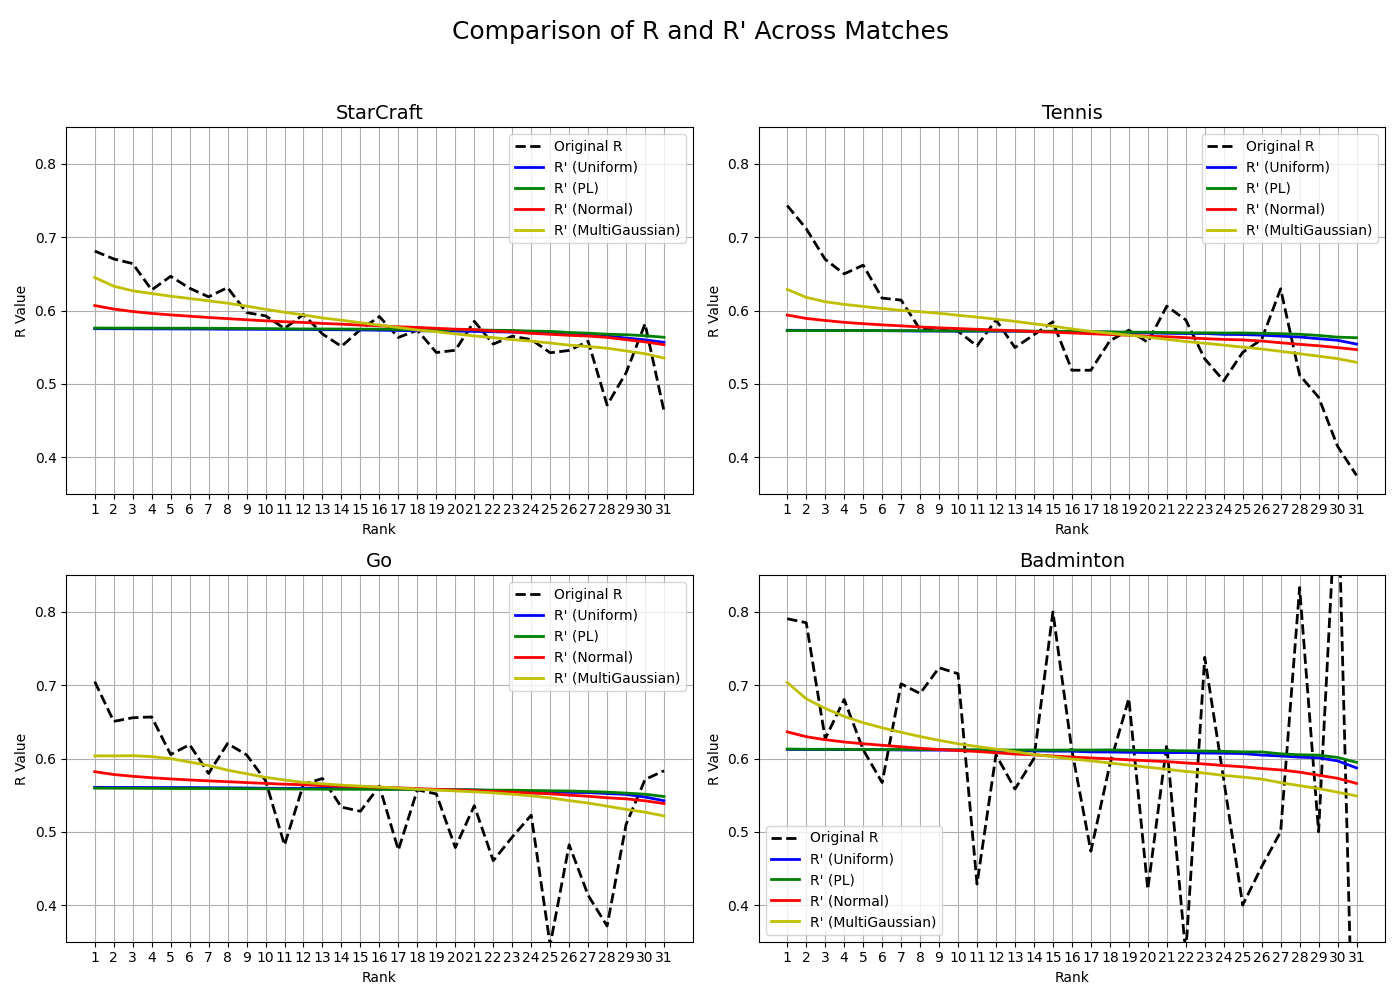 Comparison of R and R' Across Matches
StarCraft
R Value
0.8
0.7
0.6
0.5
0.4
Original R
R' (Uniform)
R' (PL)
R' (Normal)
R' (MultiGaussian)
1 2 3 4 5 6 7 8 9 10 11 12 13 14 15 16 17 18 19 20 21 22 23 24 25 26 27 28 29 30 31
Rank
Tennis
R Value
0.8
0.7
0.6
0.5
0.4
Original R
R' (Uniform)
R' (PL)
R' (Normal)
R' (MultiGaussian)
1 2 3 4 5 6 7 8 9 10 11 12 13 14 15 16 17 18 19 20 21 22 23 24 25 26 27 28 29 30 31
Rank
Go
R Value
0.8
0.7
0.6
0.5
0.4
Original R
R' (Uniform)
R' (PL)
R' (Normal)
R' (MultiGaussian)
1 2 3 4 5 6 7 8 9 10 11 12 13 14 15 16 17 18 19 20 21 22 23 24 25 26 27 28 29 30 31
Rank
Badminton
R Value
0.8
0.7
0.6
0.5
0.4
Original R
R' (Uniform)
R' (PL)
R' (Normal)
R' (MultiGaussian)
1 2 3 4 5 6 7 8 9 10 11 12 13 14 15 16 17 18 19 20 21 22 23 24 25 26 27 28 29 30 31
Rank